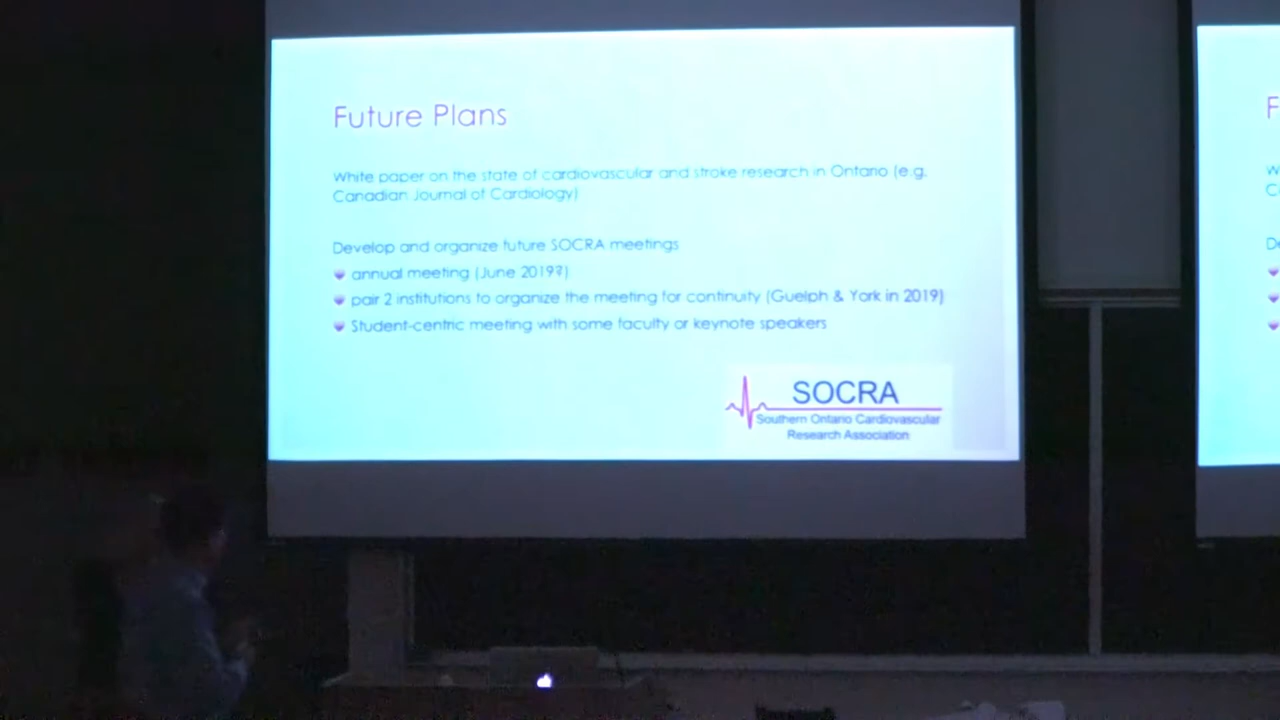 Future Plans
White paper on the state of cardiovascular and stroke research in Ontario (e.g.
Canadian Journal of Cardiology)
Develop and organize future SOCRA meetings
annual meeting (June 2019?)
pair 2 institutions to organize the meeting for continuity (Guelph & York in 2019)
Student-centric meeting with some faculty or keynote speakers
SOCRA
Southern Ontario Cardiovascular
Research Association
F
W
C
De